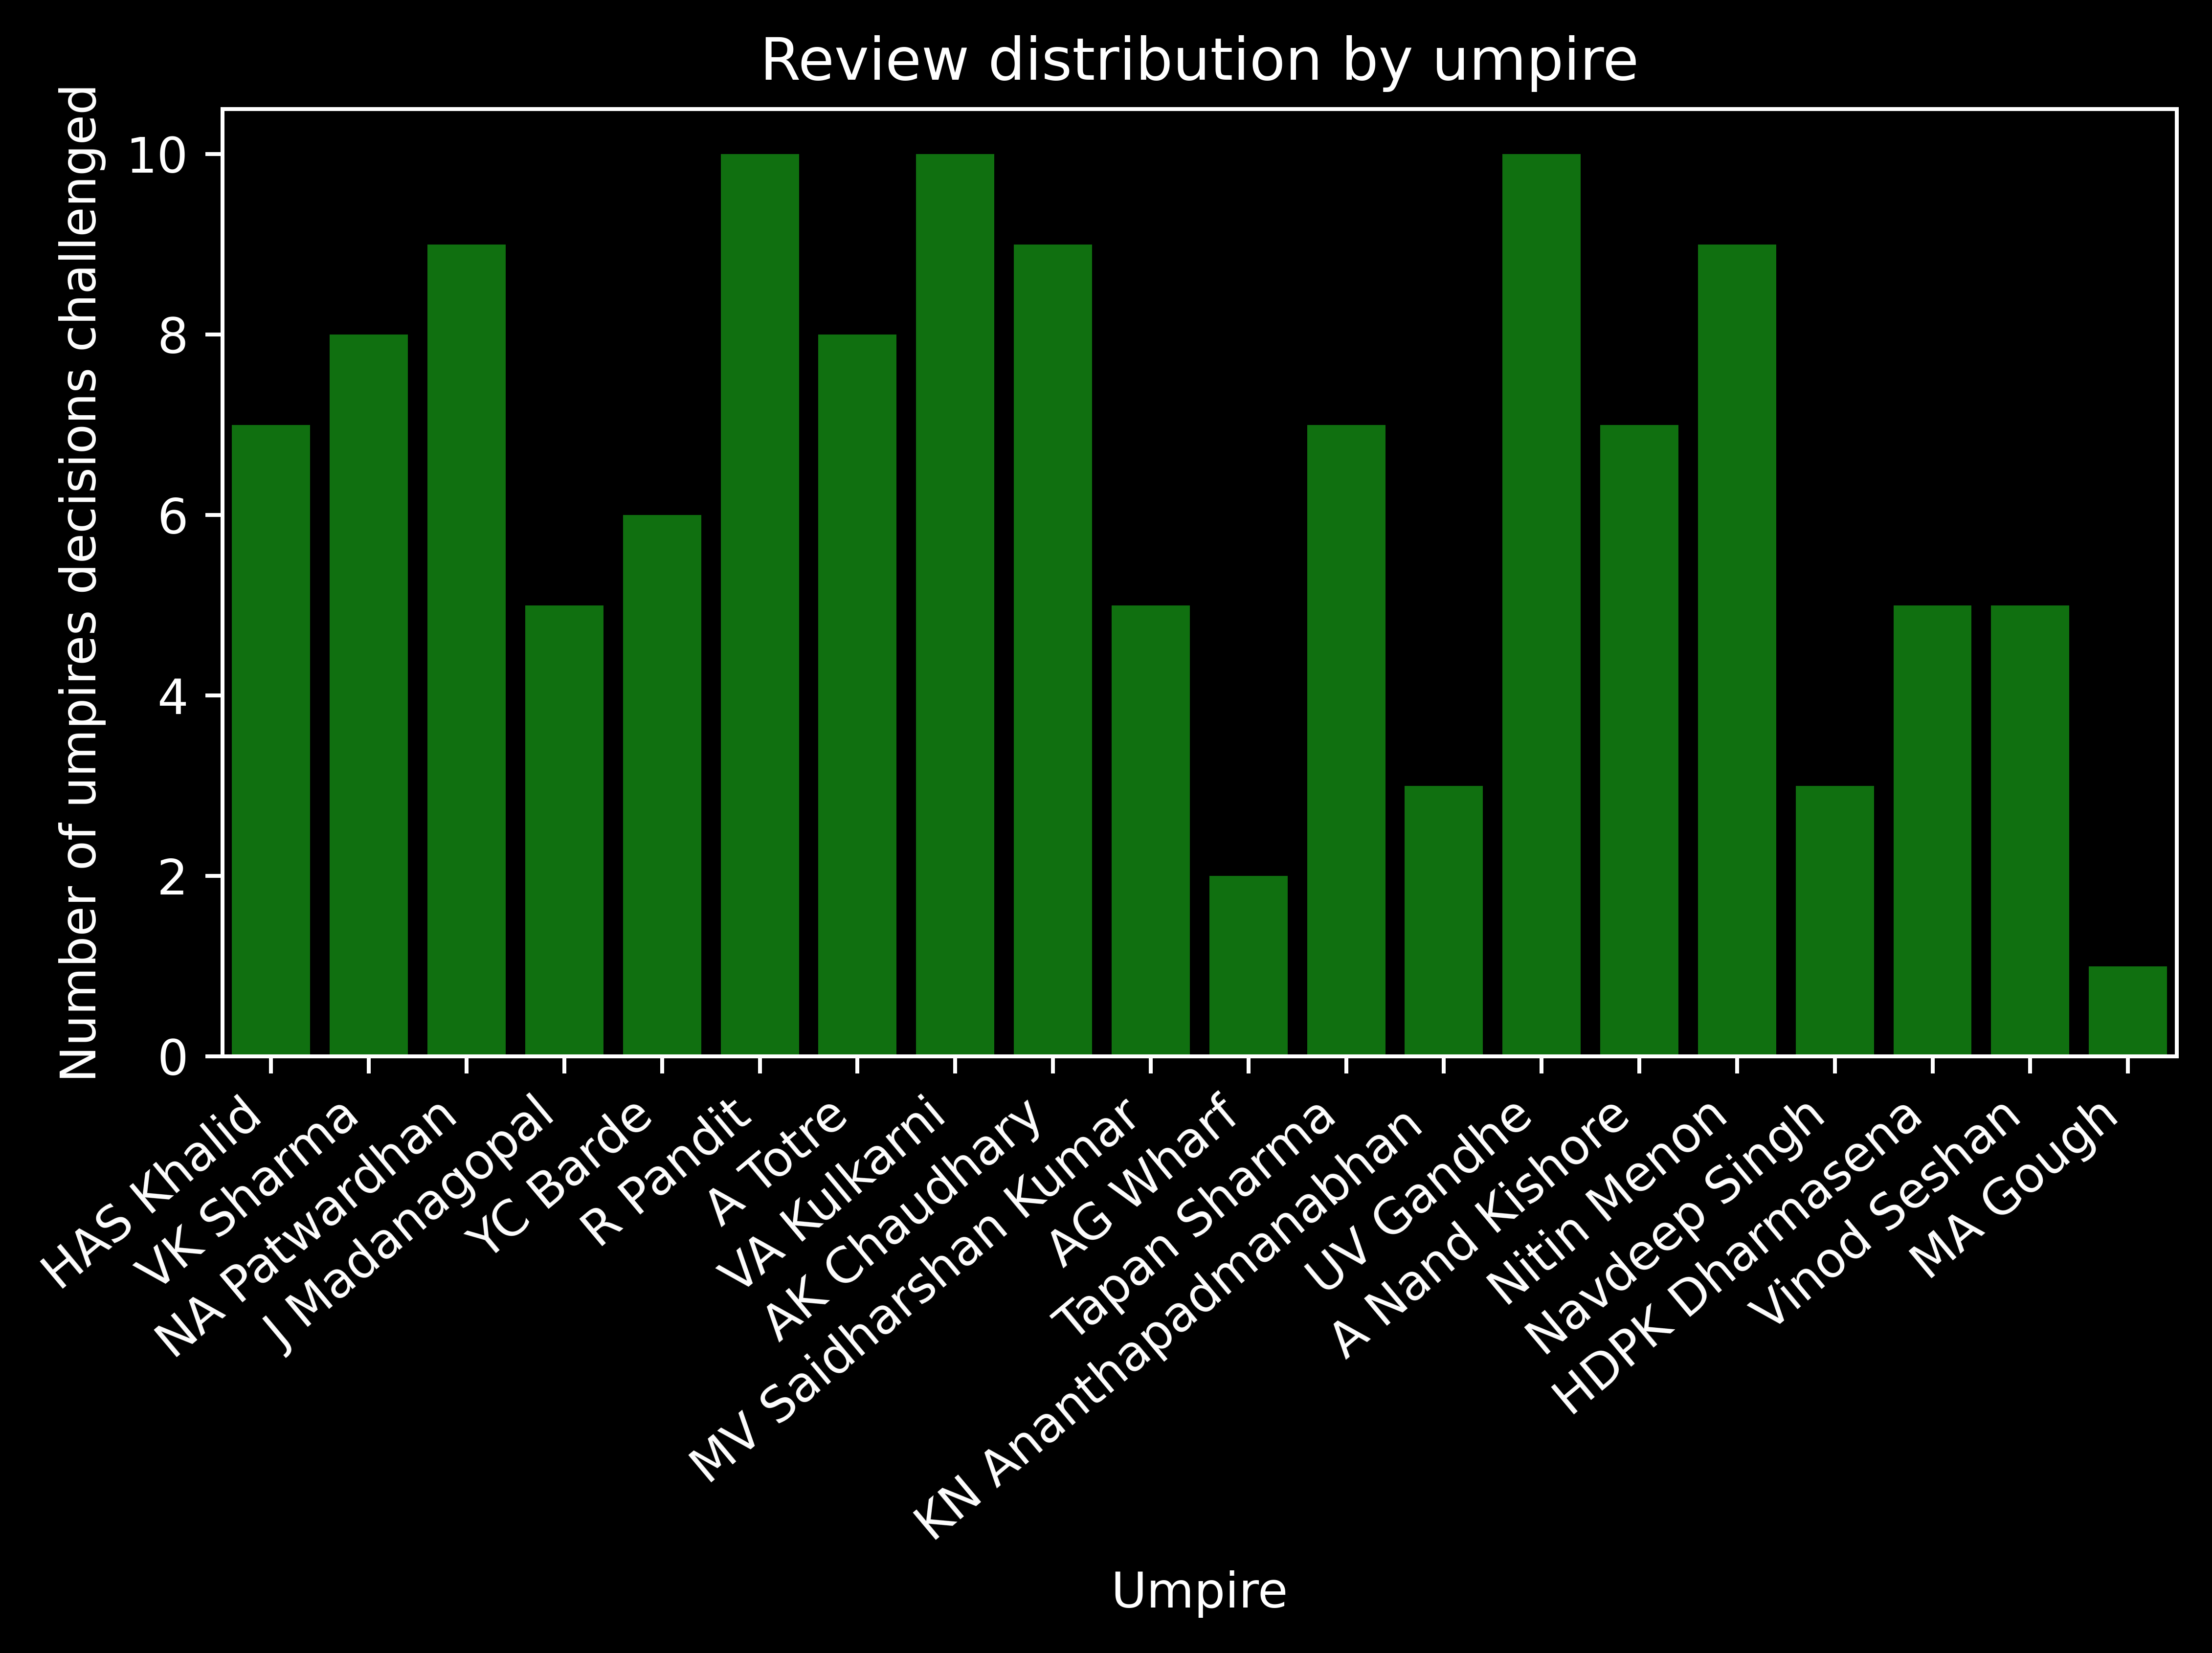 Review distribution by umpire
Number of umpires decisions challenged
10
8
6
4
2
0
HAS Khalid
VK Sharma
NA Patwardhan
J Madanagopal
YC Barde
R Pandit
A Totre
VA Kulkarni
AK Chaudhary
MV Saidharshan Kumar
AG Wharf
Tapan Sharma
KN Ananthapadmanabhan
UV Gandhe
A Nand Kishore
Nitin Menon
Navdeep Singh
HDPK Dharmasena
Vinod Seshan
MA Gough
Umpire